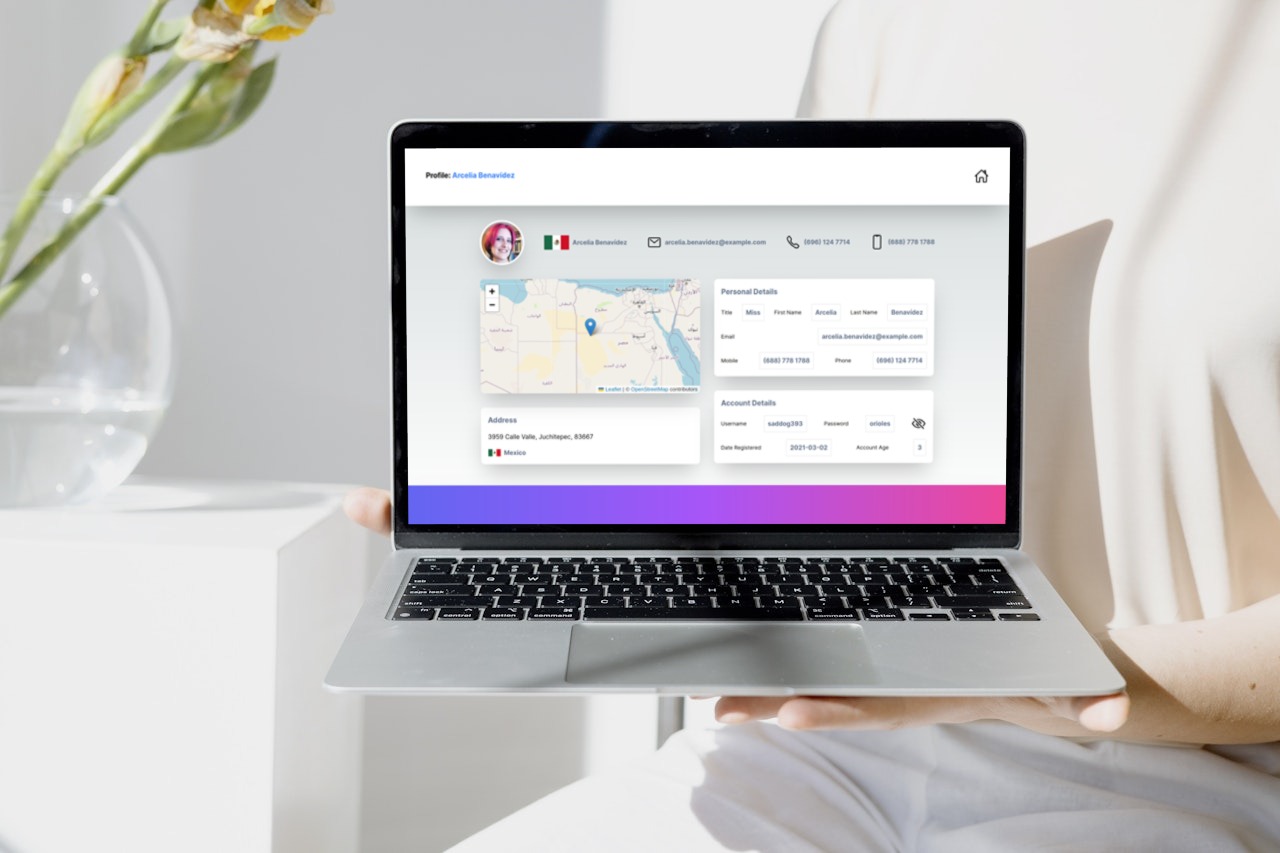 Profile: Arcelia Benavidez
Arcelia Benavidez
arcelia.benavidez@example.com
(696) 124 7714
(688) 778 1788
+
−
Leaflet | © OpenStreetMap contributors
Address
3959 Calle Valle, Juchitepec, 83667
Mexico
Personal Details
Title Miss First Name Arcelia Last Name Benavidez
Email arcelia.benavidez@example.com
Mobile (688) 778 1788 Phone (696) 124 7714
Account Details
Username saddog393 Password orioles
Date Registered 2021-03-02 Account Age 3
delete
tab Q W E R T Y U I O P
caps lock A S D F G H J K L return
shift Z X C V B N M shift
fn control option command command option